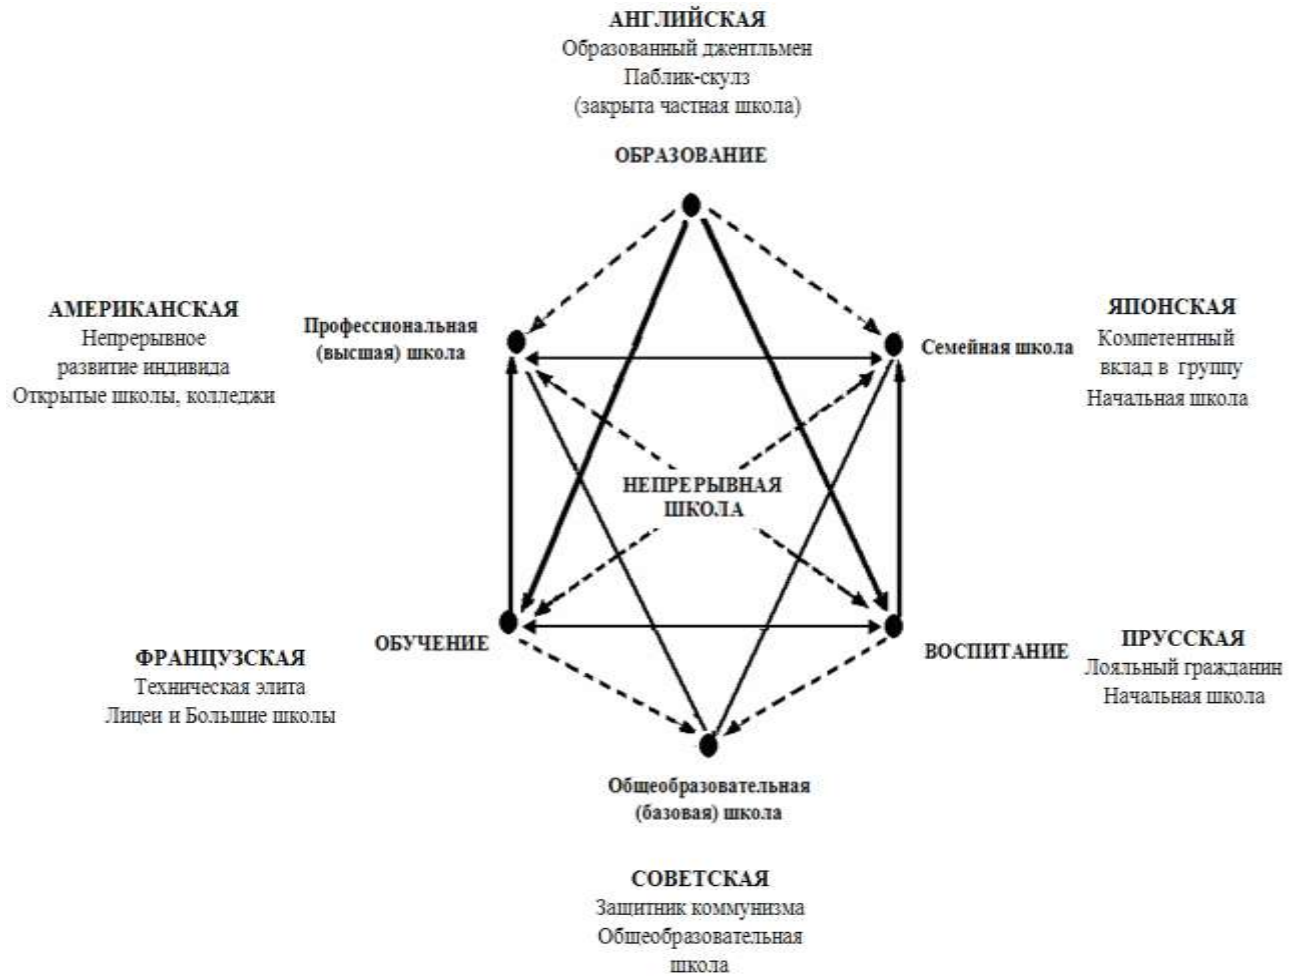 АНГЛИЙСКАЯ
Образованный джентльмен
Паблик-скулз
(закрыта частная школа)
ОБРАЗОВАНИЕ
АМЕРИКАНСКАЯ
Непрерывное
развитие индивида
Открытые школы, колледжи
Профессиональная
(высшая) школа
Семейная школа
ЯПОНСКАЯ
Компетентный
вклад в группу
Начальная школа
НЕПРЕРЫВНАЯ
ШКОЛА
ФРАНЦУЗСКАЯ
Техническая элита
Лицеи и Большие школы
ОБУЧЕНИЕ
ВОСПИТАНИЕ
ПРУССКАЯ
Лояльный гражданин
Начальная школа
Общеобразовательная
(базовая) школа
СОВЕТСКАЯ
Защитник коммунизма
Общеобразовательная
школа